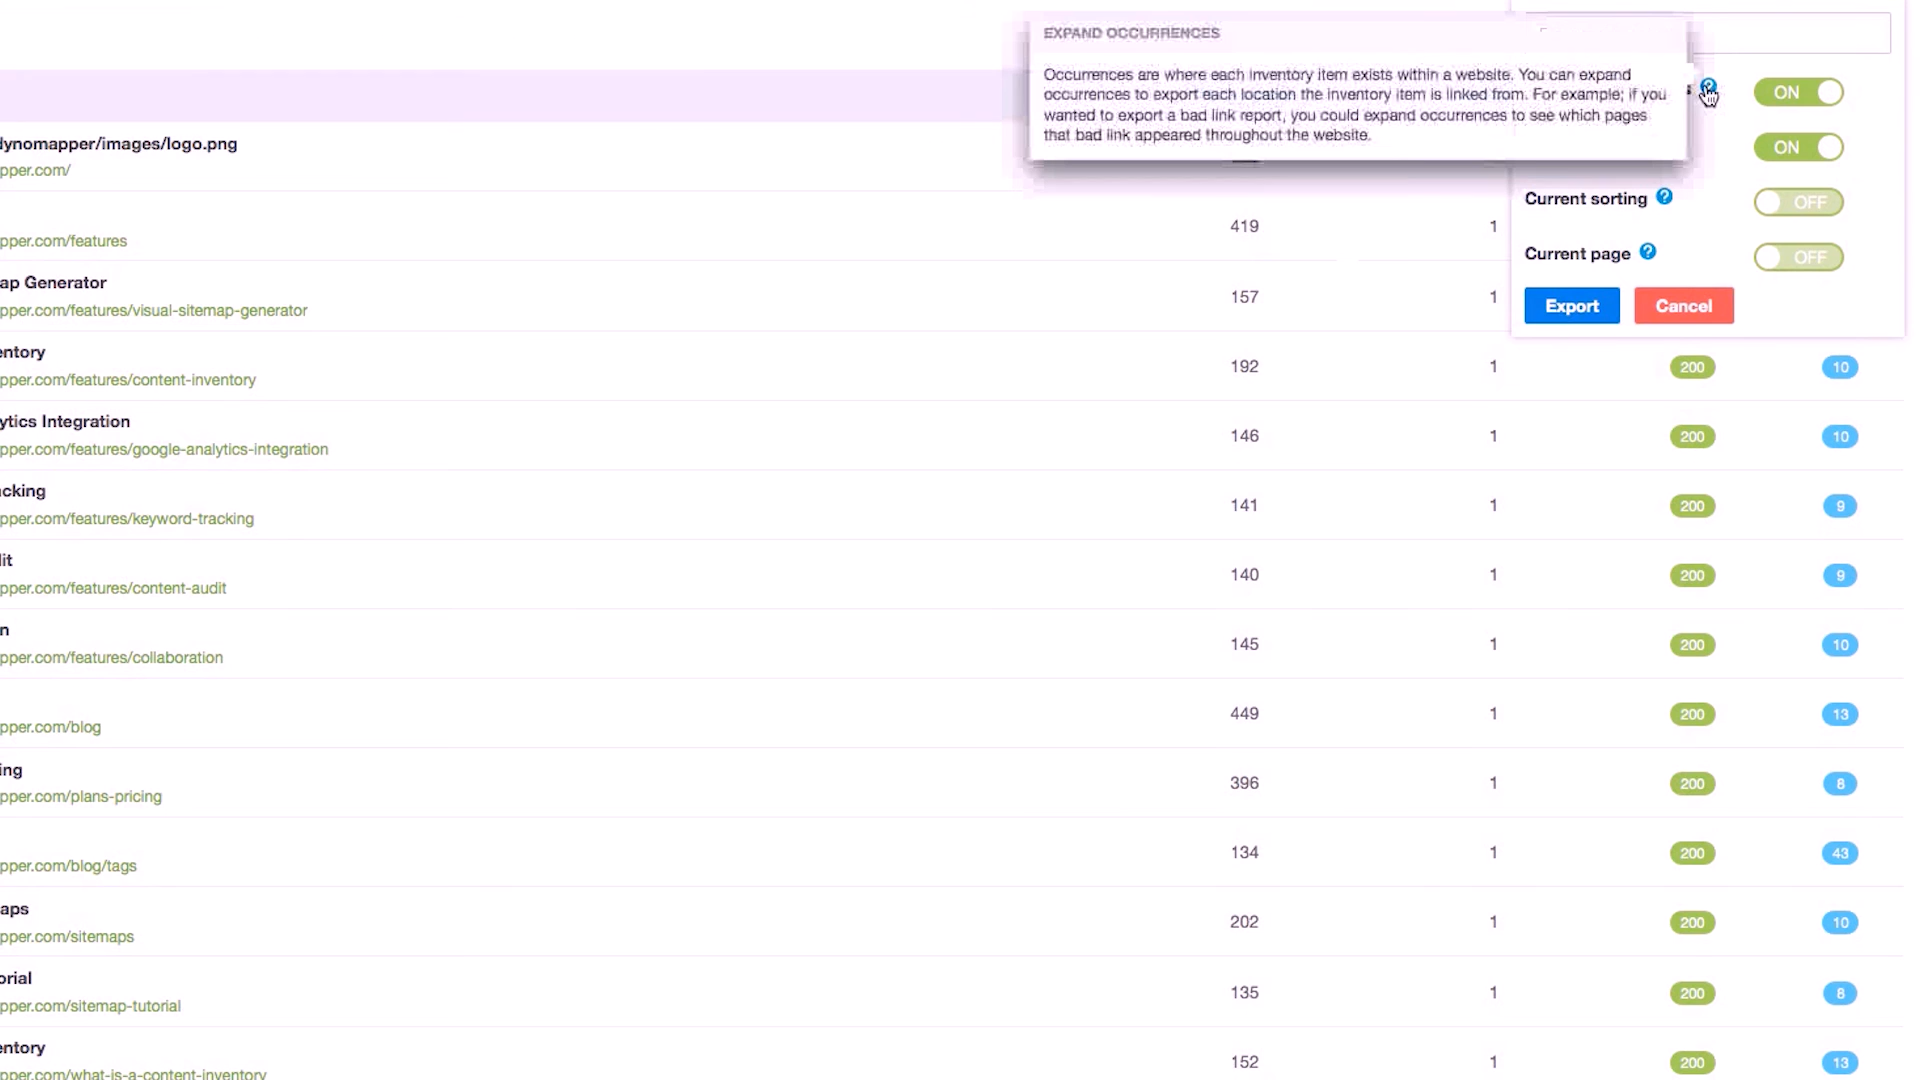 EXPAND OCCURRENCES
Occurrences are where each inventory item exists within a website. You can expand
occurrences to export each location the inventory item is linked from. For example; if you
wanted to export a bad link report, you could expand occurrences to see which pages
that bad link appeared throughout the website.
s ? ON
ON
Current sorting ? OFF
Current page ? OFF
Export Cancel
dynomapper/images/logo.png
pper.com/
pper.com/features 419 1
ap Generator
pper.com/features/visual-sitemap-generator 157 1
entory
pper.com/features/content-inventory 192 1 200 10
ytics Integration
pper.com/features/google-analytics-integration 146 1 200 10
acking
pper.com/features/keyword-tracking 141 1 200 9
lit
pper.com/features/content-audit 140 1 200 9
n
pper.com/features/collaboration 145 1 200 10
pper.com/blog 449 1 200 13
ing
pper.com/plans-pricing 396 1 200 8
pper.com/blog/tags 134 1 200 43
aps
pper.com/sitemaps 202 1 200 10
orial
pper.com/sitemap-tutorial 135 1 200 8
entory
pper.com/what-is-a-content-inventory 152 1 200 13